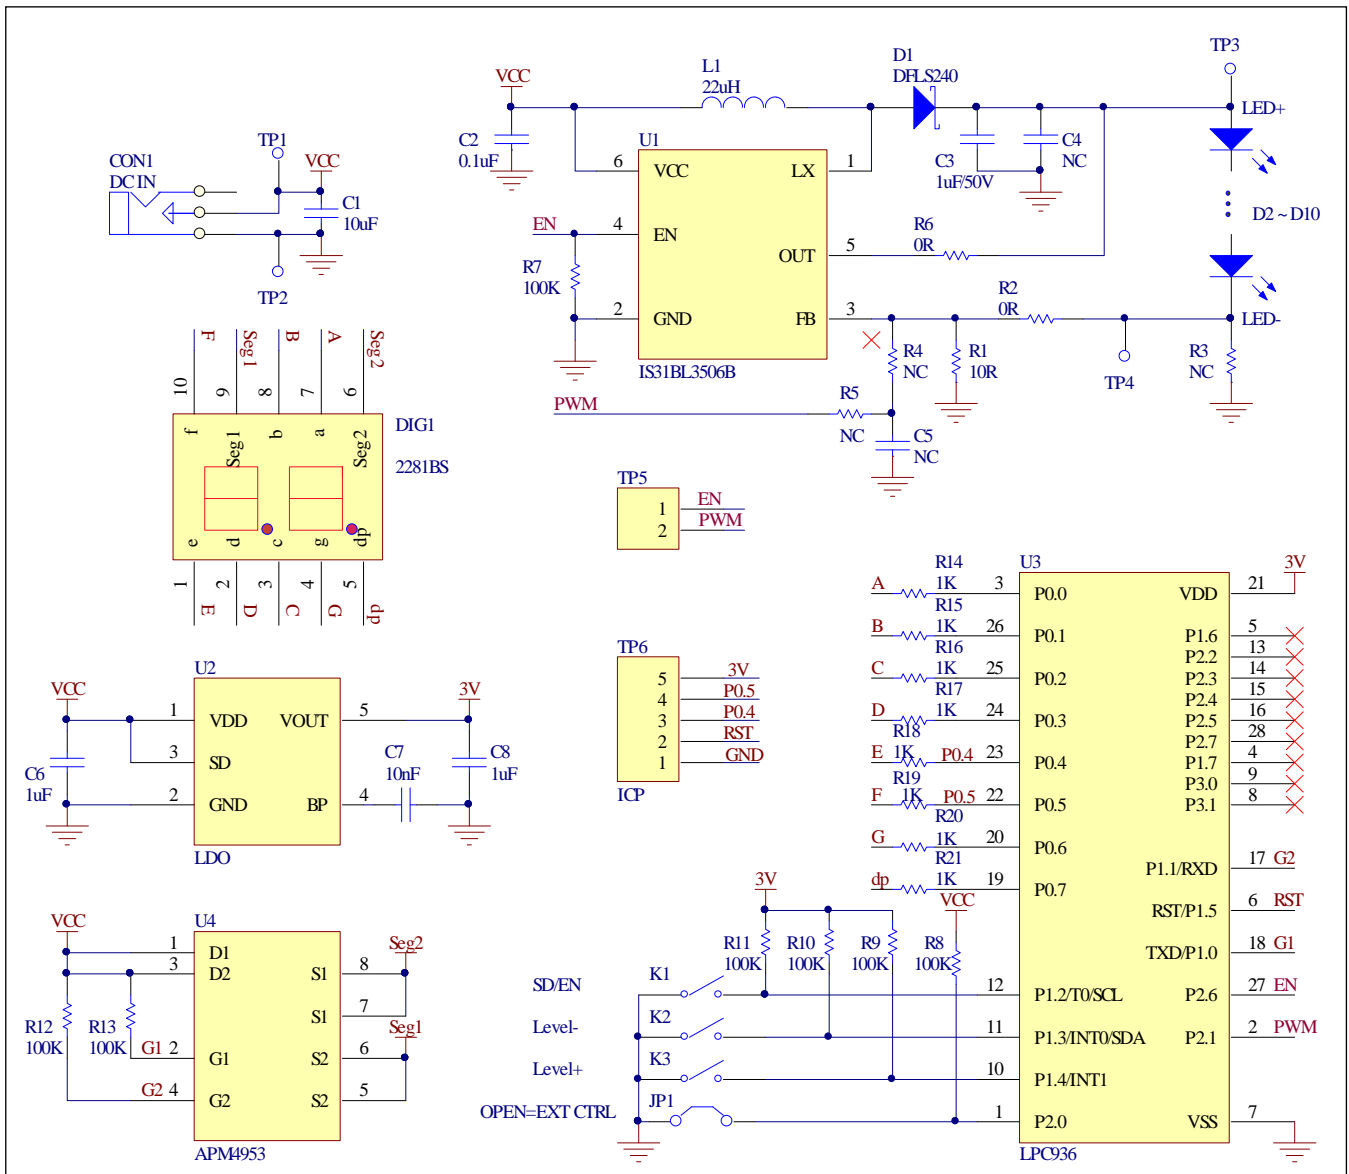 TP3
D1
DFLS240
L1
22uH
VCC
LED+
TP1
CON1
DC IN
VCC
C1
10uF
TP2
C2
0.1uF
U1
6 VCC LX 1
4 EN OUT 5
2 GND FB 3
IS31BL3506B
EN
R7
100K
C3
1uF/50V
C4
NC
D2~D10
R6
0R
R2
0R
LED-
R4
NC
R1
10R
TP4
R3
NC
PWM
R5
NC
C5
NC
F Seg1 B A Seg2
10 9 8 7 6
f Seg1 b a Seg2
DIG1
2281BS
e d c g dp
1 2 3 4 5
E D C G dp
TP5
1 EN
2 PWM
TP6
5 3V
4 P0.5
3 P0.4
2 RST
1 GND
ICP
U2
VCC
1 VDD VOUT 5
3V
3 SD
2 GND BP 4
C6
1uF
C7
10nF
C8
1uF
LDO
U4
VCC
1 D1
3 D2 S1 8
Seg2
S1 7
Seg1
R12
100K
R13
100K
G1 2 G1 S2 6
G2 4 G2 S2 5
APM4953
U3
3V
R14
A 1K 3 P0.0 VDD 21
R15
B 1K 26 P0.1 P1.6 5
P2.2 13
R16
C 1K 25 P0.2 P2.3 14
P2.4 15
R17
D 1K 24 P0.3 P2.5 16
P2.7 28
R18
E 1K P0.4 23 P0.4 P1.7 4
P3.0 9
R19
F 1K P0.5 22 P0.5 P3.1 8
R20
G 1K 20 P0.6
P1.1/RXD 17 G2
R21
dp 1K 19 P0.7
RST/P1.5 6 RST
TXD/P1.0 18 G1
3V
VCC
R11
100K
R10
100K
R9
100K
R8
100K
SD/EN K1 12 P1.2/T0/SCL P2.6 27 EN
Level- K2 11 P1.3/INT0/SDA P2.1 2 PWM
Level+ K3 10 P1.4/INT1
OPEN=EXT CTRL JP1 1 P2.0 VSS 7
LPC936